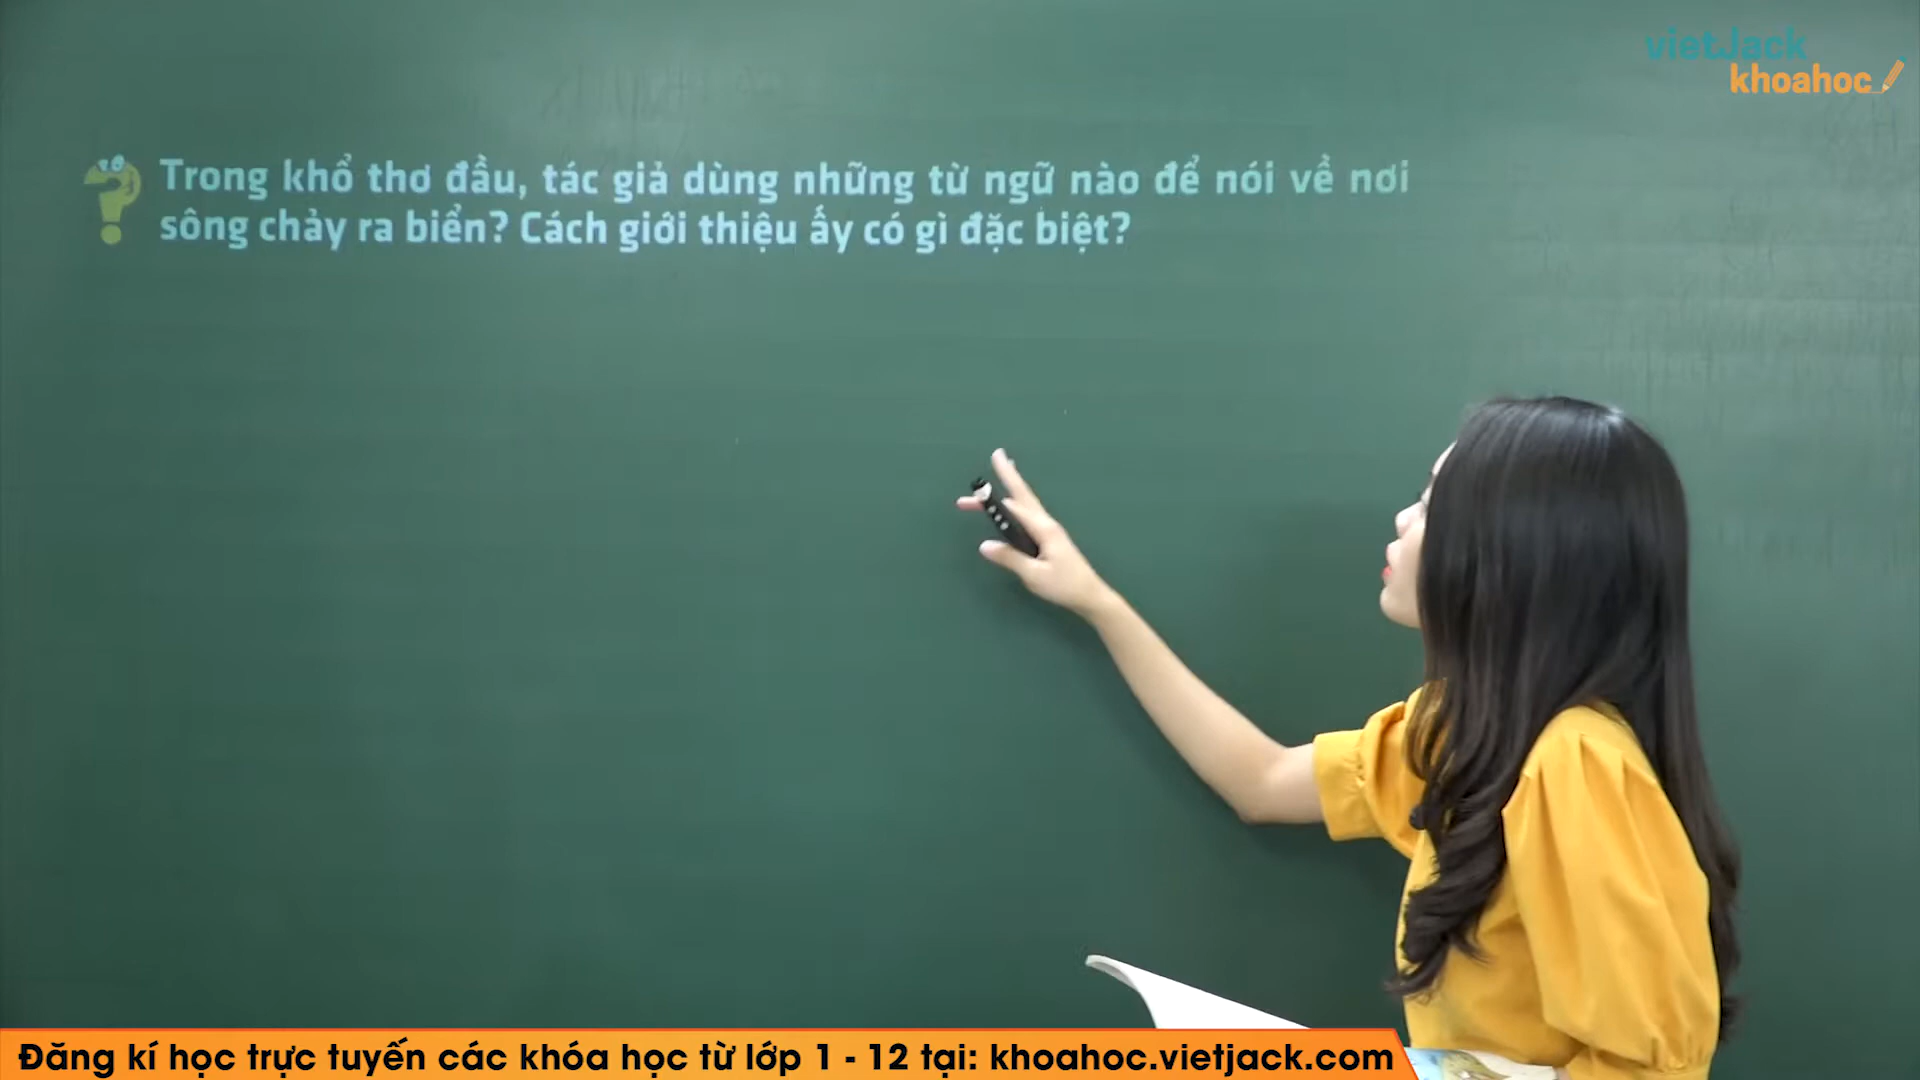 vietJack
khoahoc
Trong khổ thơ đầu, tác giả dùng những từ ngữ nào để nói về nơi
sông chảy ra biển? Cách giới thiệu ấy có gì đặc biệt?
Đăng kí học trực tuyến các khóa học từ lớp 1 - 12 tại: khoahoc.vietjack.com